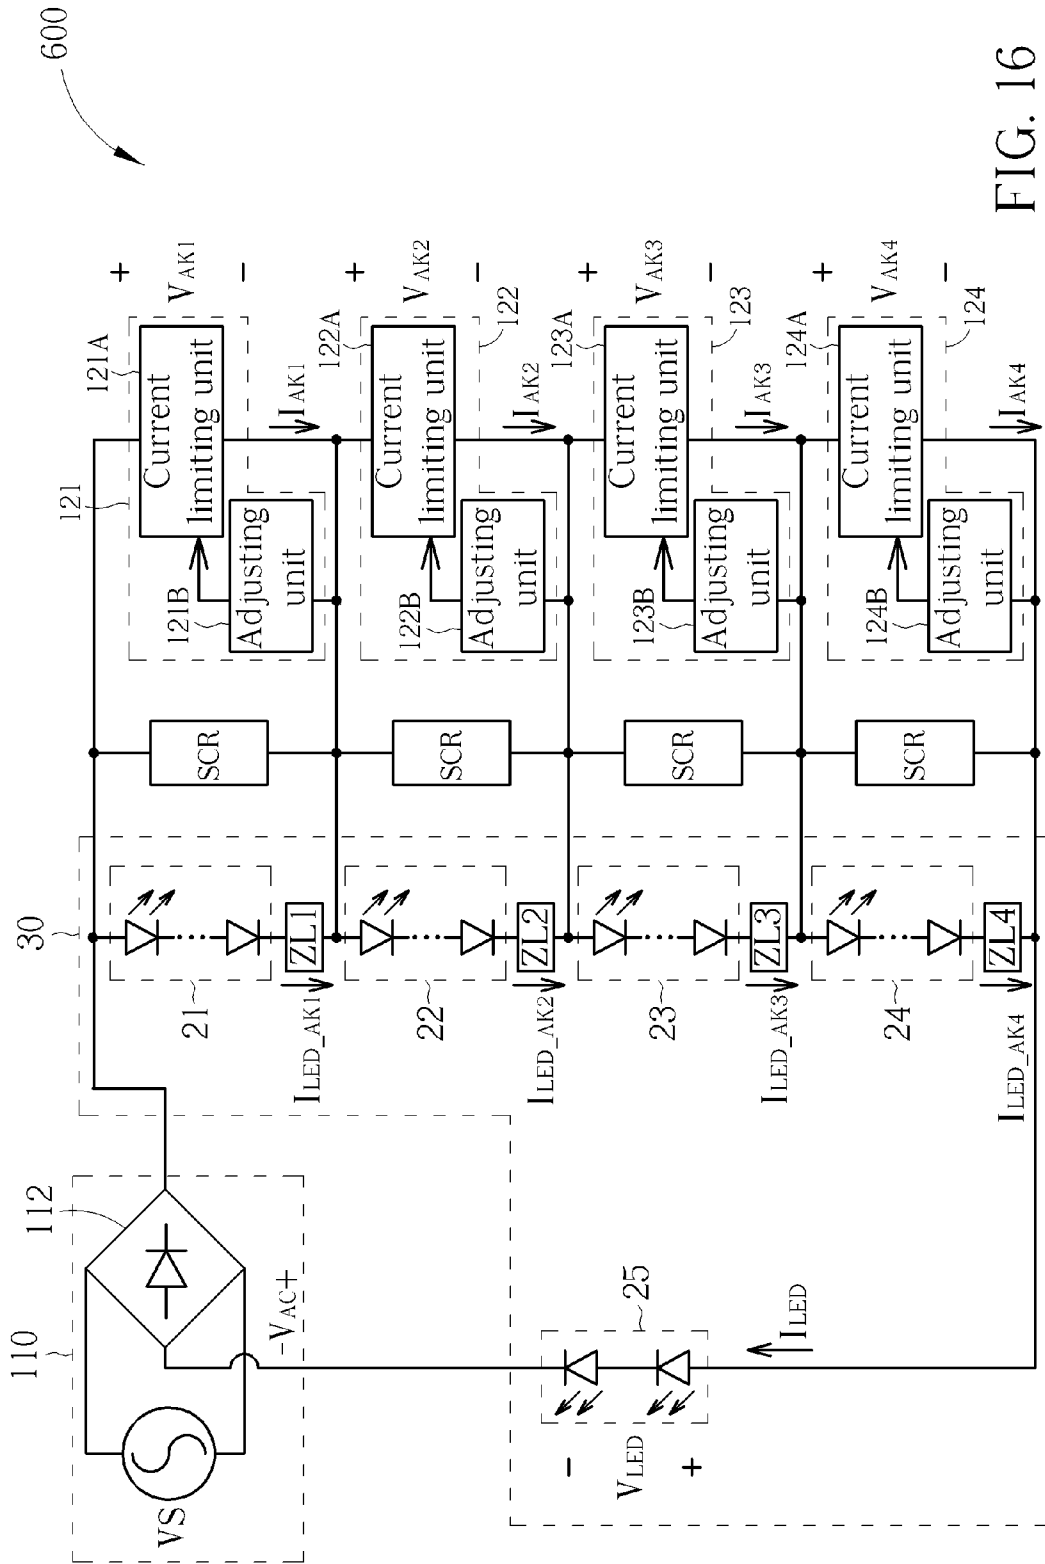 600
FIG. 16
110
112
VS
-VAC+
30
21
ZL1
ILED_AK1
22
ZL2
ILED_AK2
23
ZL3
ILED_AK3
24
ZL4
ILED_AK4
25
-
VLED
+
ILED
SCR
SCR
SCR
SCR
121
121A
Current
limiting unit
121B
Adjusting
unit
+
VAK1
-
IAK1
122A
Current
limiting unit
122B
Adjusting
unit
122
+
VAK2
-
IAK2
123A
Current
limiting unit
123B
Adjusting
unit
123
+
VAK3
-
IAK3
124A
Current
limiting unit
124B
Adjusting
unit
124
+
VAK4
-
IAK4